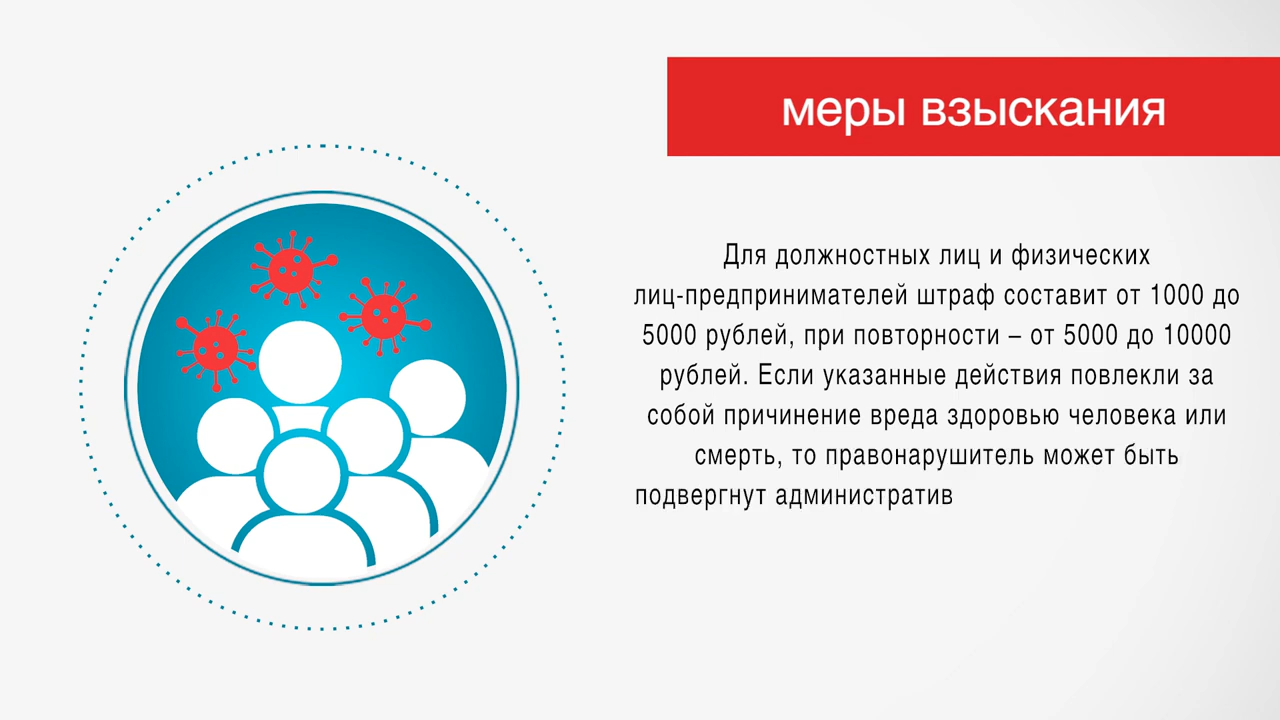 меры взыскания
Для должностных лиц и физических
лиц-предпринимателей штраф составит от 1000 до
5000 рублей, при повторности – от 5000 до 10000
рублей. Если указанные действия повлекли за
собой причинение вреда здоровью человека или
смерть, то правонарушитель может быть
подвергнут административ